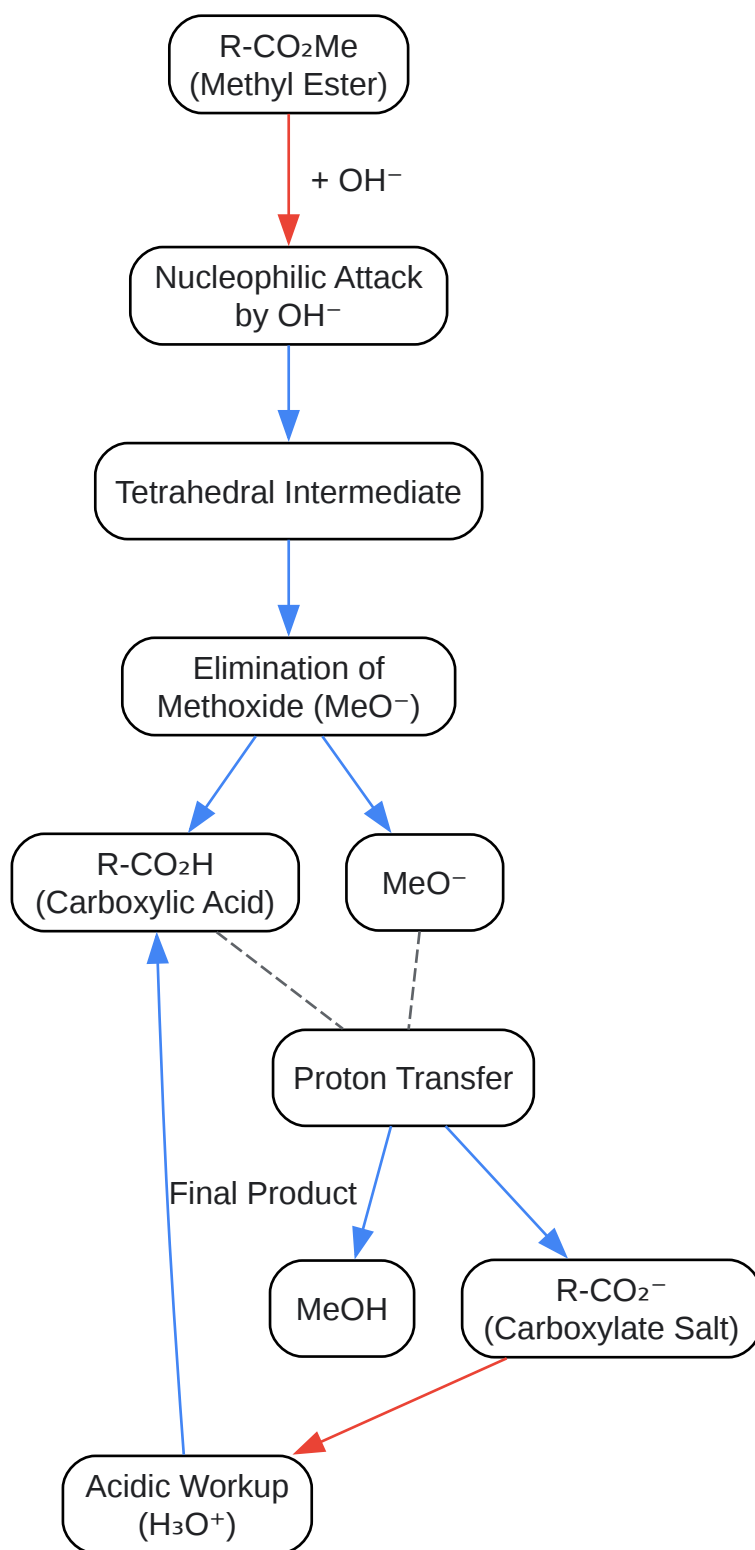 R-CO₂Me
(Methyl Ester)
+ OH⁻
Nucleophilic Attack
by OH⁻
Tetrahedral Intermediate
Elimination of
Methoxide (MeO⁻)
R-CO₂H
(Carboxylic Acid)
MeO⁻
Proton Transfer
Final Product
MeOH
R-CO₂⁻
(Carboxylate Salt)
Acidic Workup
(H₃O⁺)